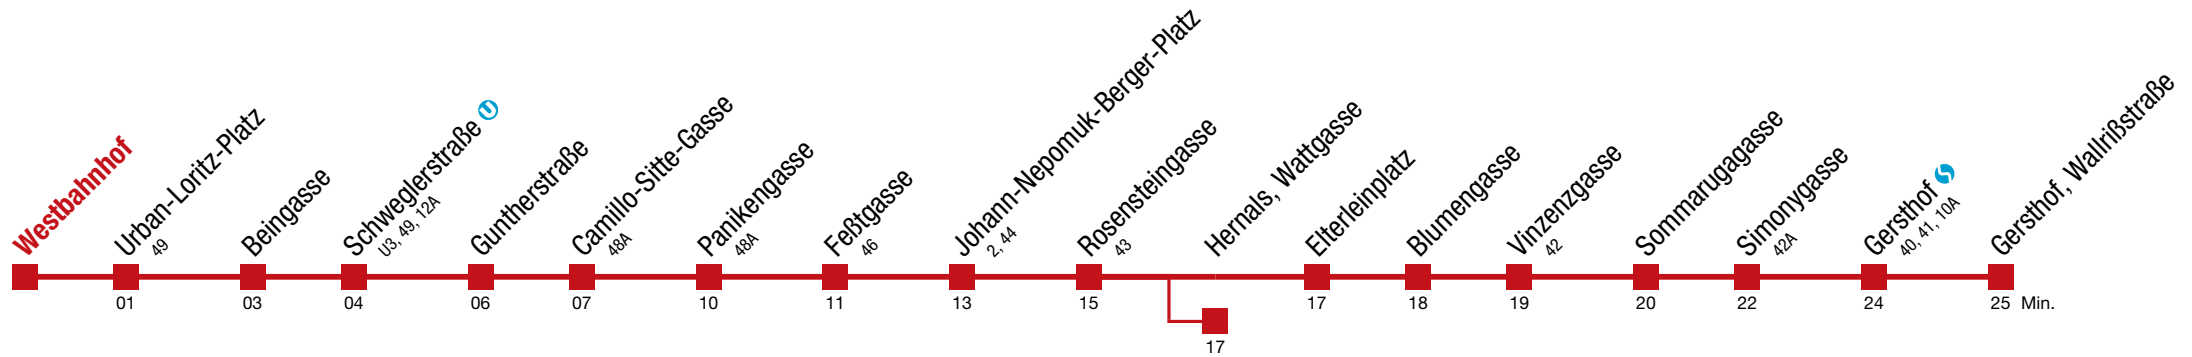 Westbahnhof
Urban-Loritz-Platz
49
Beingasse
Schweglerstraße U
U3, 49, 12A
Guntherstraße
Camillo-Sitte-Gasse
48A
Panikengasse
48A
Feßtgasse
46
Johann-Nepomuk-Berger-Platz
2, 44
Rosensteingasse
43
Hernals, Wattgasse
Elterleinplatz
Blumengasse
Vinzenzgasse
42
Sommarugagasse
Simonygasse
42A
Gersthof
40, 41, 10A
Gersthof, Wallrißstraße
01 03 04 06 07 10 11 13 15 17 18 19 20 22 24 25 Min.
17